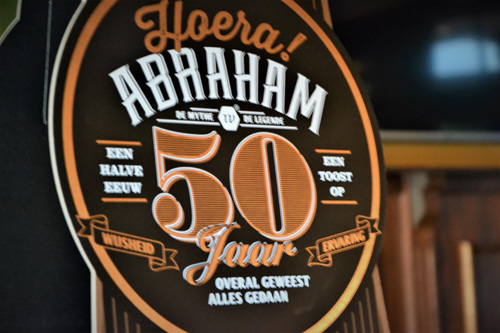 Hoera!
ABRAHAM
DE MYTHE DE LEGENDE
EEN
HALVE
EEUW
50
EEN
TOOST
OP
WIJSHEID
Jaar
ERVARING
OVERAL GEWEEST
ALLES GEDAAN